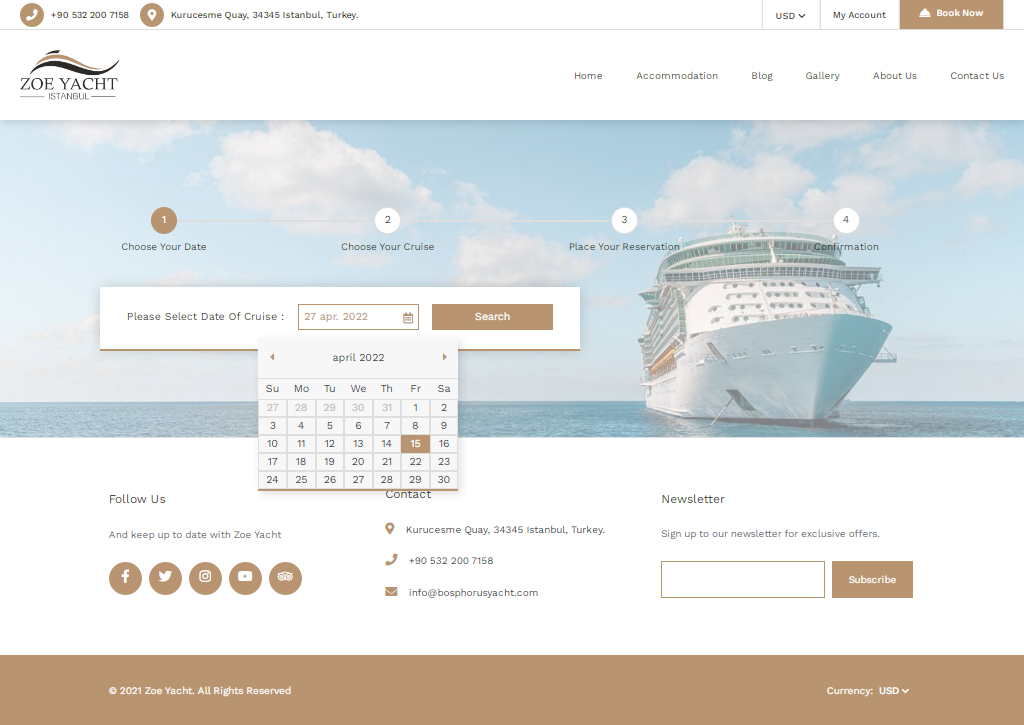 +90 532 200 7158 Kurucesme Quay, 34345 Istanbul, Turkey. USD My Account Book Now
ZOE YACHT
ISTANBUL
Home Accommodation Blog Gallery About Us Contact Us
1 2 3 4
Choose Your Date Choose Your Cruise Place Your Reservation Confirmation
Please Select Date Of Cruise : 27 apr. 2022 Search
april 2022
Su Mo Tu We Th Fr Sa
27 28 29 30 31 1 2
3 4 5 6 7 8 9
10 11 12 13 14 15 16
17 18 19 20 21 22 23
24 25 26 27 28 29 30
Follow Us
And keep up to date with Zoe Yacht
Contact
Kurucesme Quay, 34345 Istanbul, Turkey.
+90 532 200 7158
info@bosphorusyacht.com
Newsletter
Sign up to our newsletter for exclusive offers.
Subscribe
© 2021 Zoe Yacht. All Rights Reserved Currency: USD